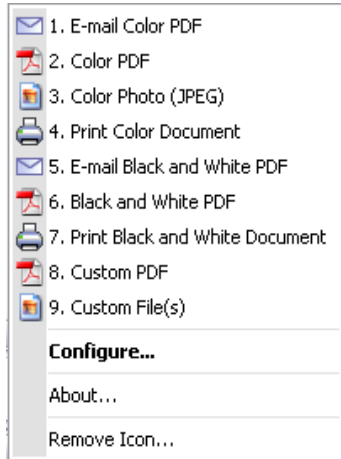 1. E-mail Color PDF
2. Color PDF
3. Color Photo (JPEG)
4. Print Color Document
5. E-mail Black and White PDF
6. Black and White PDF
7. Print Black and White Document
8. Custom PDF
9. Custom File(s)
Configure...
About...
Remove Icon...